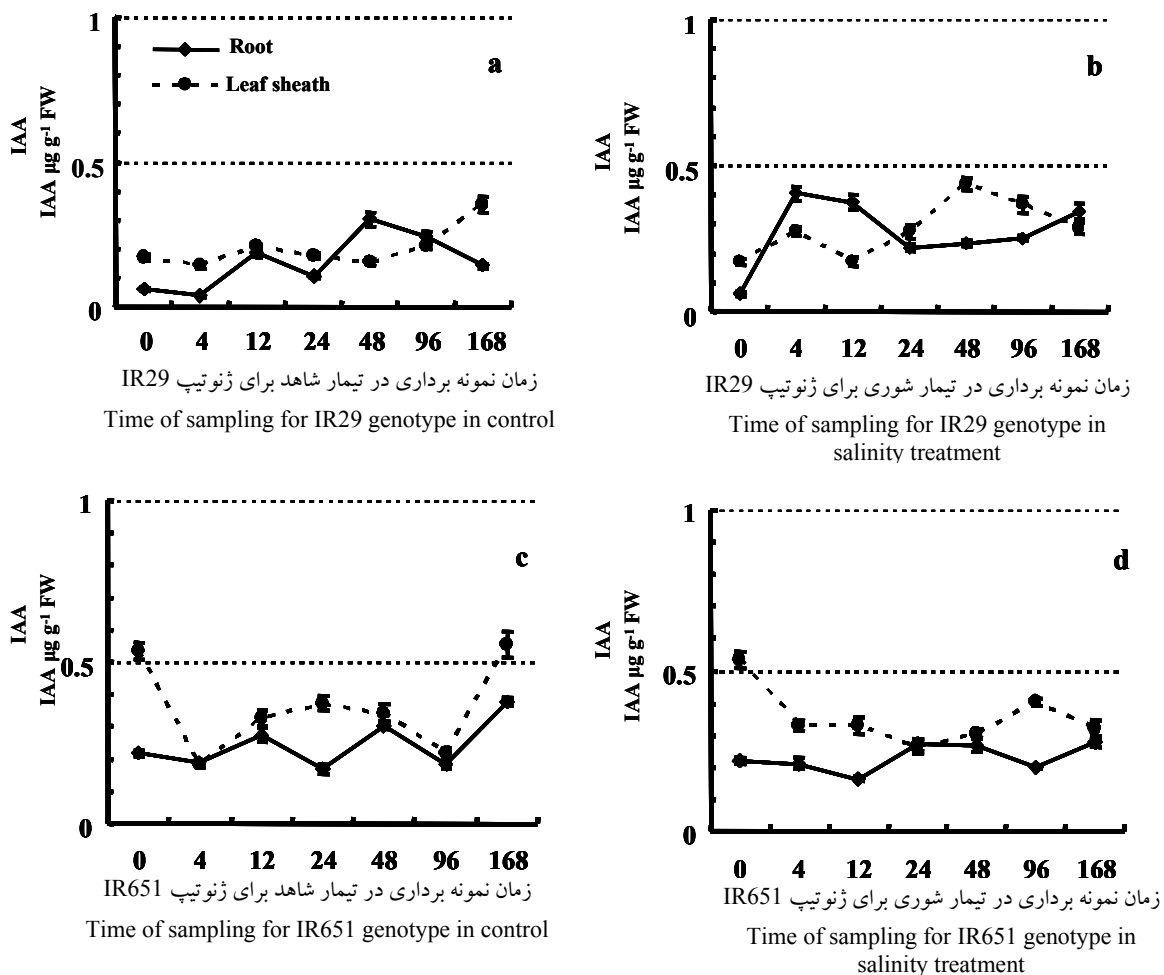 1
Root
Leaf sheath
a
IAA
IAA µg g-1 FW
0.5
0
0 4 12 24 48 96 168
زمان نمونه برداری در تیمار شاهد برای ژنوتیپ IR29
Time of sampling for IR29 genotype in control
1
b
IAA
IAA µg g-1 FW
0.5
0
0 4 12 24 48 96 168
زمان نمونه برداری در تیمار شوری برای ژنوتیپ IR29
Time of sampling for IR29 genotype in
salinity treatment
1
c
IAA
IAA µg g-1 FW
0.5
0
0 4 12 24 48 96 168
زمان نمونه برداری در تیمار شاهد برای ژنوتیپ IR651
Time of sampling for IR651 genotype in control
1
d
IAA
IAA µg g-1 FW
0.5
0
0 4 12 24 48 96 168
زمان نمونه برداری در تیمار شوری برای ژنوتیپ IR651
Time of sampling for IR651 genotype in
salinity treatment